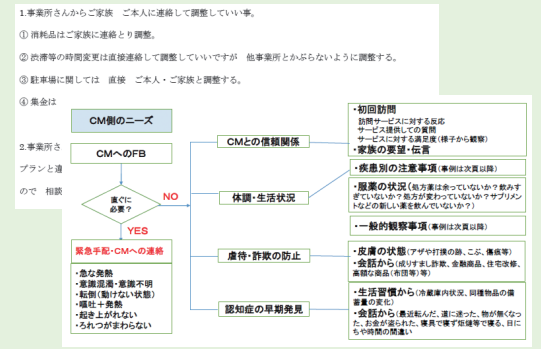 1.事業所さんからご家族　ご本人に連絡して調整していい事。
① 消耗品はご家族に連絡とり調整。
② 渋滞等の時間変更は直接連絡して調整していいですが　他事業所とかぶらないように調整する。
③ 駐車場に関しては　直接　ご本人・ご家族と調整する。
④ 集金は
2.事業所さ
プランと違
ので　相談
CM側のニーズ
CMへのFB
直ぐに
必要？
NO
YES
緊急手配・CMへの連絡
・急な発熱
・意識混濁・意識不明
・転倒（動けない状態）
・嘔吐＋発熱
・起き上がれない
・ろれつがまわらない
CMとの信頼関係
体調・生活状況
虐待・詐欺の防止
認知症の早期発見
・初回訪問
訪問サービスに対する反応
サービス提供しての質問
サービスに対する満足度（様子から観察）
・家族の要望・伝言
・疾患別の注意事項（事例は次頁以降）
・服薬の状況（処方薬は余っていないか？飲みす
ぎていないか？処方が変わっていないか？サプリメント
などの新しい薬を飲んでいないか？）
・一般的観察事項（事例は次頁以降）
・皮膚の状態（アザや打撲の跡、こぶ、傷痕等）
・会話から（成りすまし詐欺、金融商品、住宅改修、
高額な商品（布団等）等）
・生活習慣から（冷蔵庫内状況、同種物品の備
蓄量の変化）
・会話から（最近転んだ、道に迷った、物が無くなっ
た、お金が盗られた、寝具で寝ず炬燵等で寝る、日に
ちや時間の間違い